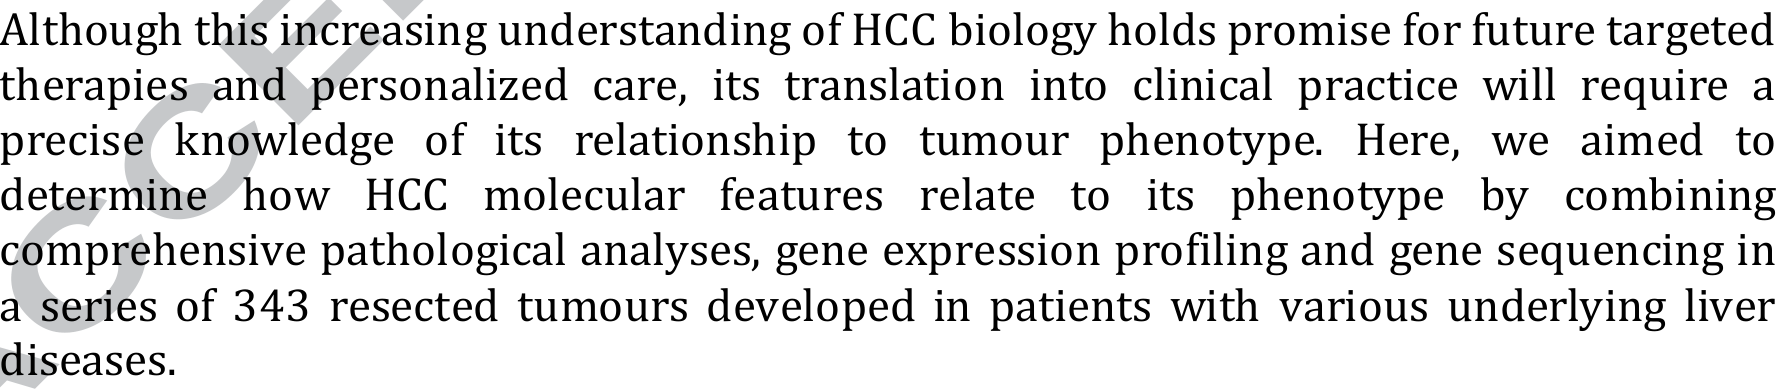 Although this increasing understanding of HCC biology holds promise for future targeted
therapies and personalized care, its translation into clinical practice will require a
precise knowledge of its relationship to tumour phenotype. Here, we aimed to
determine how HCC molecular features relate to its phenotype by combining
comprehensive pathological analyses, gene expression profiling and gene sequencing in
a series of 343 resected tumours developed in patients with various underlying liver
diseases.